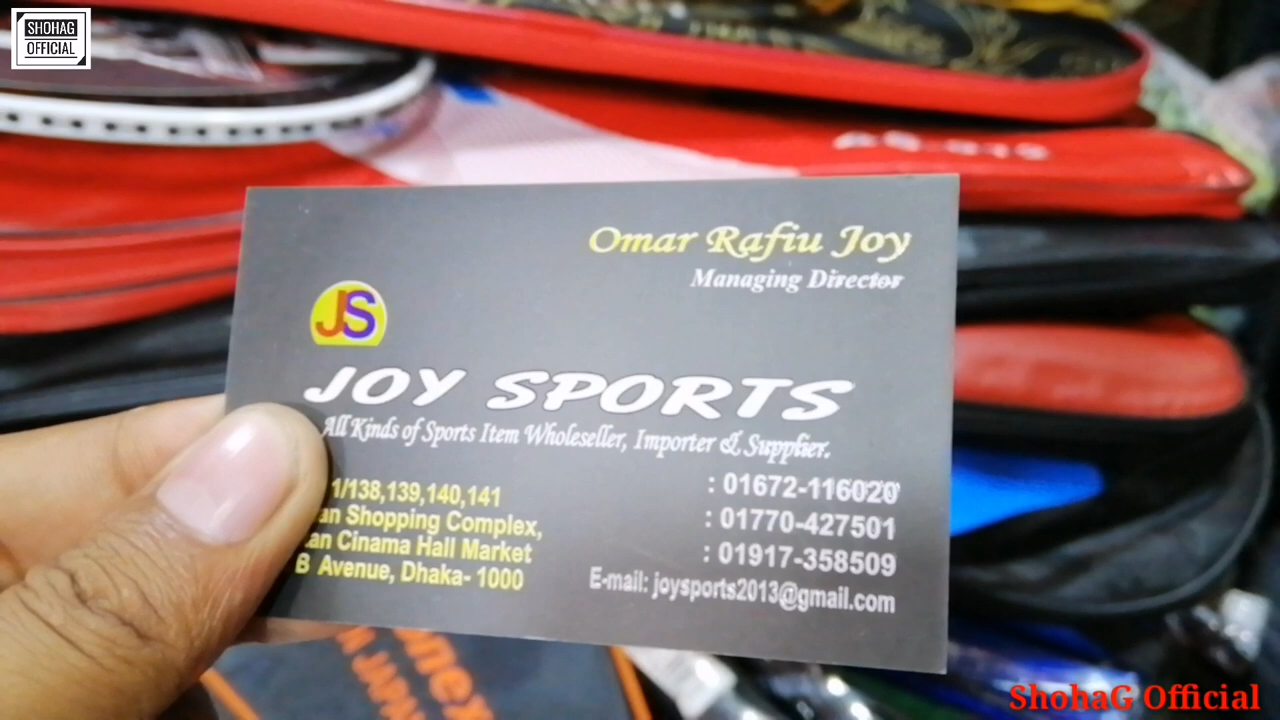 SHOHAG
OFFICIAL
Omar Rafiu Joy
Managing Director
JS
JOY SPORTS
All Kinds of Sports Item Wholeseller, Importer & Supplier.
1/138,139,140,141
an Shopping Complex,
an Cinama Hall Market
B Avenue, Dhaka- 1000
: 01672-116020
: 01770-427501
: 01917-358509
E-mail: joysports2013@gmail.com
ShohaG Official